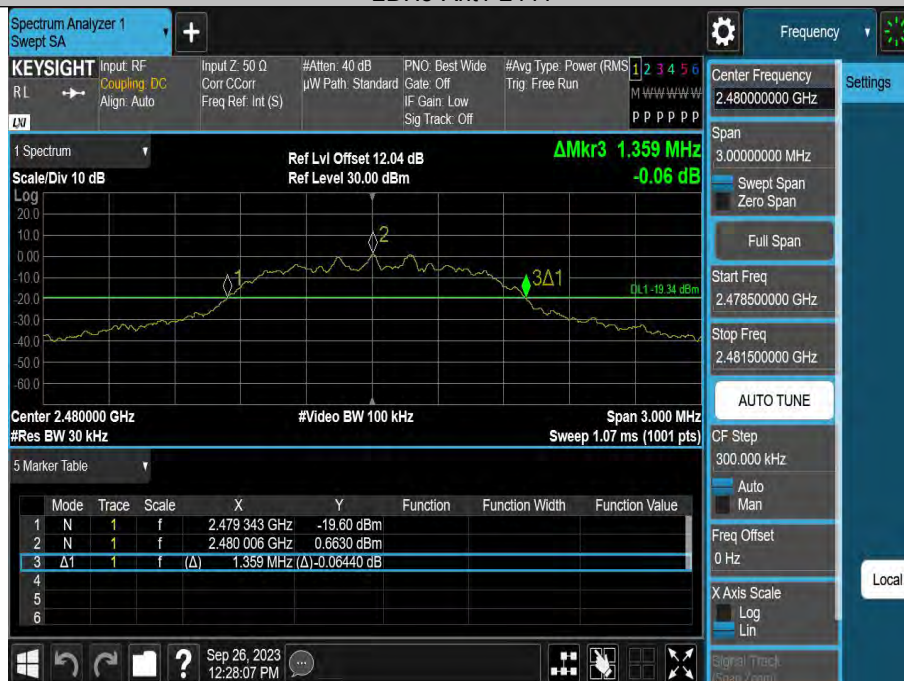 Spectrum Analyzer 1
Swept SA
+
Frequency
KEYSIGHT
RL
LXI
Input: RF
Coupling: DC
Align: Auto
Input Z: 50 Ω
Corr CCorr
Freq Ref: Int (S)
#Atten: 40 dB
µW Path: Standard
PNO: Best Wide
Gate: Off
IF Gain: Low
Sig Track: Off
#Avg Type: Power (RMS
Trig: Free Run
1 2 3 4 5 6
M W W W W W
P P P P P P
1 Spectrum
Scale/Div 10 dB
Ref Lvl Offset 12.04 dB
Ref Level 30.00 dBm
ΔMkr3 1.359 MHz
-0.06 dB
Log
20.0
10.0
0.00
-10.0
-20.0
-30.0
-40.0
-50.0
-60.0
1
2
3Δ1
DL1 -19.34 dBm
Center 2.480000 GHz
#Video BW 100 kHz
Span 3.000 MHz
#Res BW 30 kHz
Sweep 1.07 ms (1001 pts)
5 Marker Table
Mode Trace Scale X Y Function Function Width Function Value
1 N 1 f 2.479 343 GHz -19.60 dBm
2 N 1 f 2.480 006 GHz 0.6630 dBm
3 Δ1 1 f (Δ) 1.359 MHz (Δ) -0.06440 dB
4
5
6
Sep 26, 2023
12:28:07 PM
Center Frequency
2.480000000 GHz
Settings
Span
3.00000000 MHz
Swept Span
Zero Span
Full Span
Start Freq
2.478500000 GHz
Stop Freq
2.481500000 GHz
AUTO TUNE
CF Step
300.000 kHz
Auto
Man
Freq Offset
0 Hz
Local
X Axis Scale
Log
Lin
Signal Track
(Span Zoom)